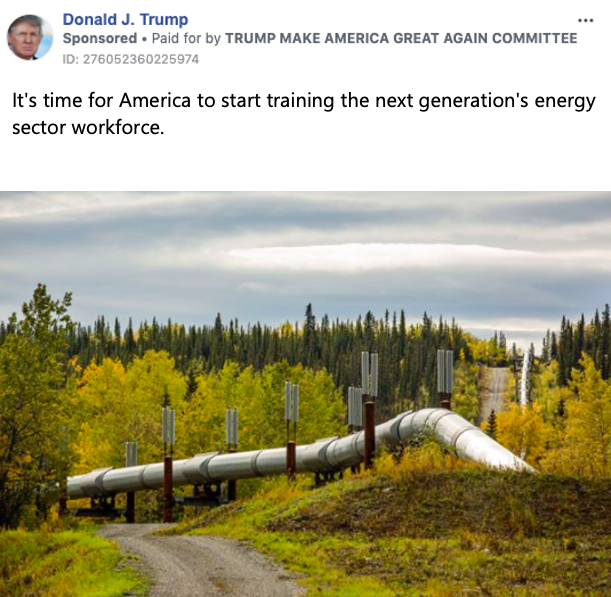 Donald J. Trump
Sponsored • Paid for by TRUMP MAKE AMERICA GREAT AGAIN COMMITTEE
ID: 276052360225974
It's time for America to start training the next generation's energy
sector workforce.